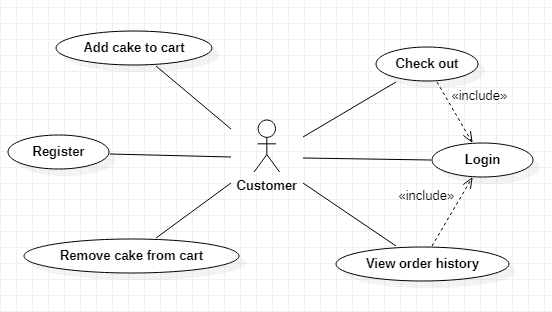 Add cake to cart
Check out
«include»
Register
Login
Customer
«include»
Remove cake from cart
View order history